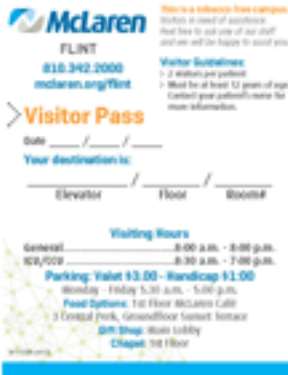 McLaren
FLINT
810.342.2000
mclaren.org/flint
This is a tobacco free campus.
Visitors in need of assistance
feel free to ask one of our staff
and we will be happy to assist you.
Visitor Guidelines:
2 visitors per patient
Must be at least 12 years of age
Contact your patient's nurse for
more information.
Visitor Pass
Date ____ / ____ / ____
Your destination is:
Elevator / Floor / Room#
Visiting Hours
General 8:00 a.m. - 8:00 p.m.
ICU/CCU 8:30 a.m. - 7:00 p.m.
Parking: Valet $3.00 - Handicap $1:00
Monday - Friday 5:30 a.m. - 5:00 p.m.
Food Options: 1st Floor McLaren Café
3 Central Park, Groundfloor Sunset Terrace
Gift Shop: Main Lobby
Chapel: 1st Floor